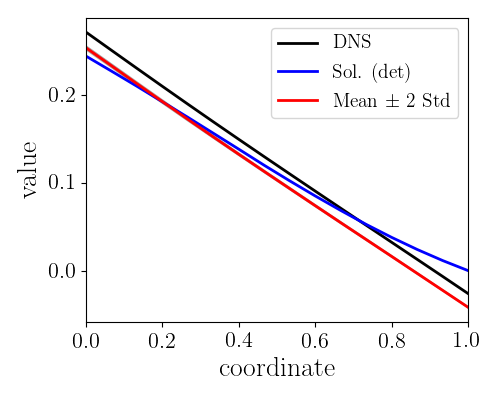 DNS
Sol. (det)
Mean ± 2 Std
value
0.2
0.1
0.0
0.0 0.2 0.4 0.6 0.8 1.0
coordinate